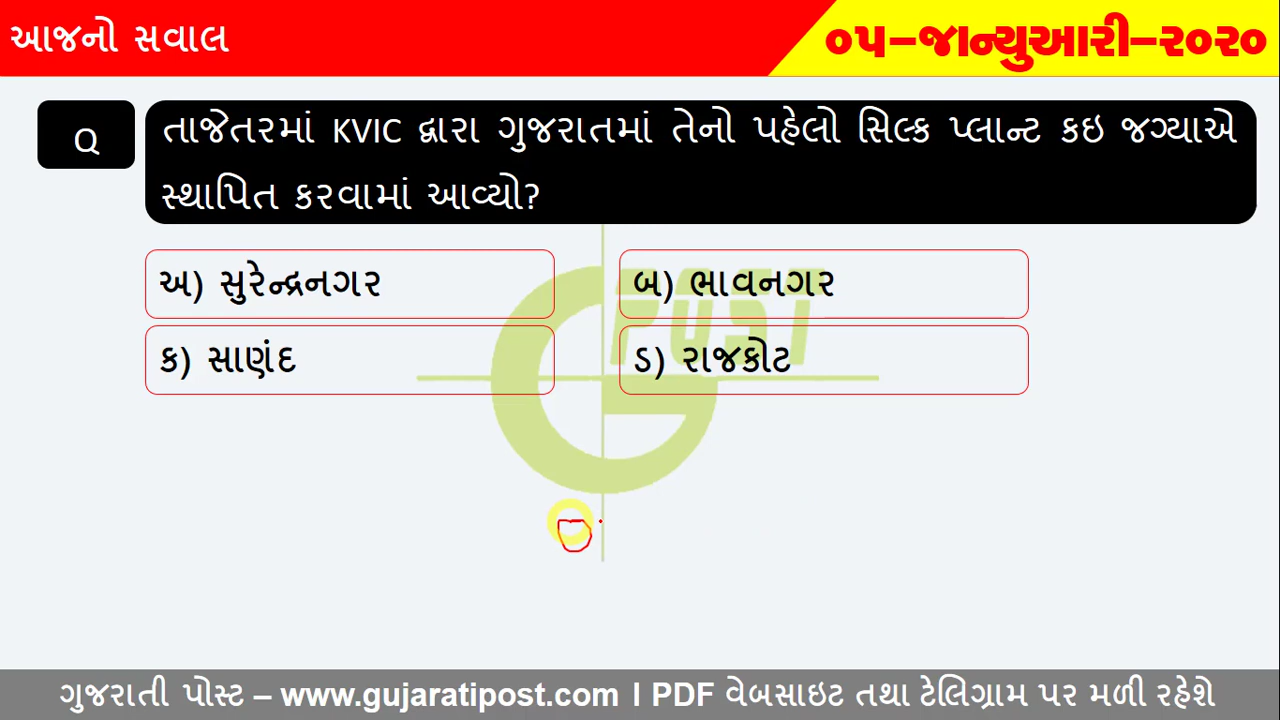 આજનો સવાલ
૦૫–જાન્યુઆરી–૨૦૨૦
Q
તાજેતરમાં KVIC દ્વારા ગુજરાતમાં તેનો પહેલો સિલ્ક પ્લાન્ટ કઇ જગ્યાએ
સ્થાપિત કરવામાં આવ્યો?
અ) સુરેન્દ્રનગર
બ) ભાવનગર
ક) સાણંદ
ડ) રાજકોટ
POST
ગુજરાતી પોસ્ટ – www.gujaratipost.com I PDF વેબસાઇટ તથા ટેલિગ્રામ પર મળી રહેશે